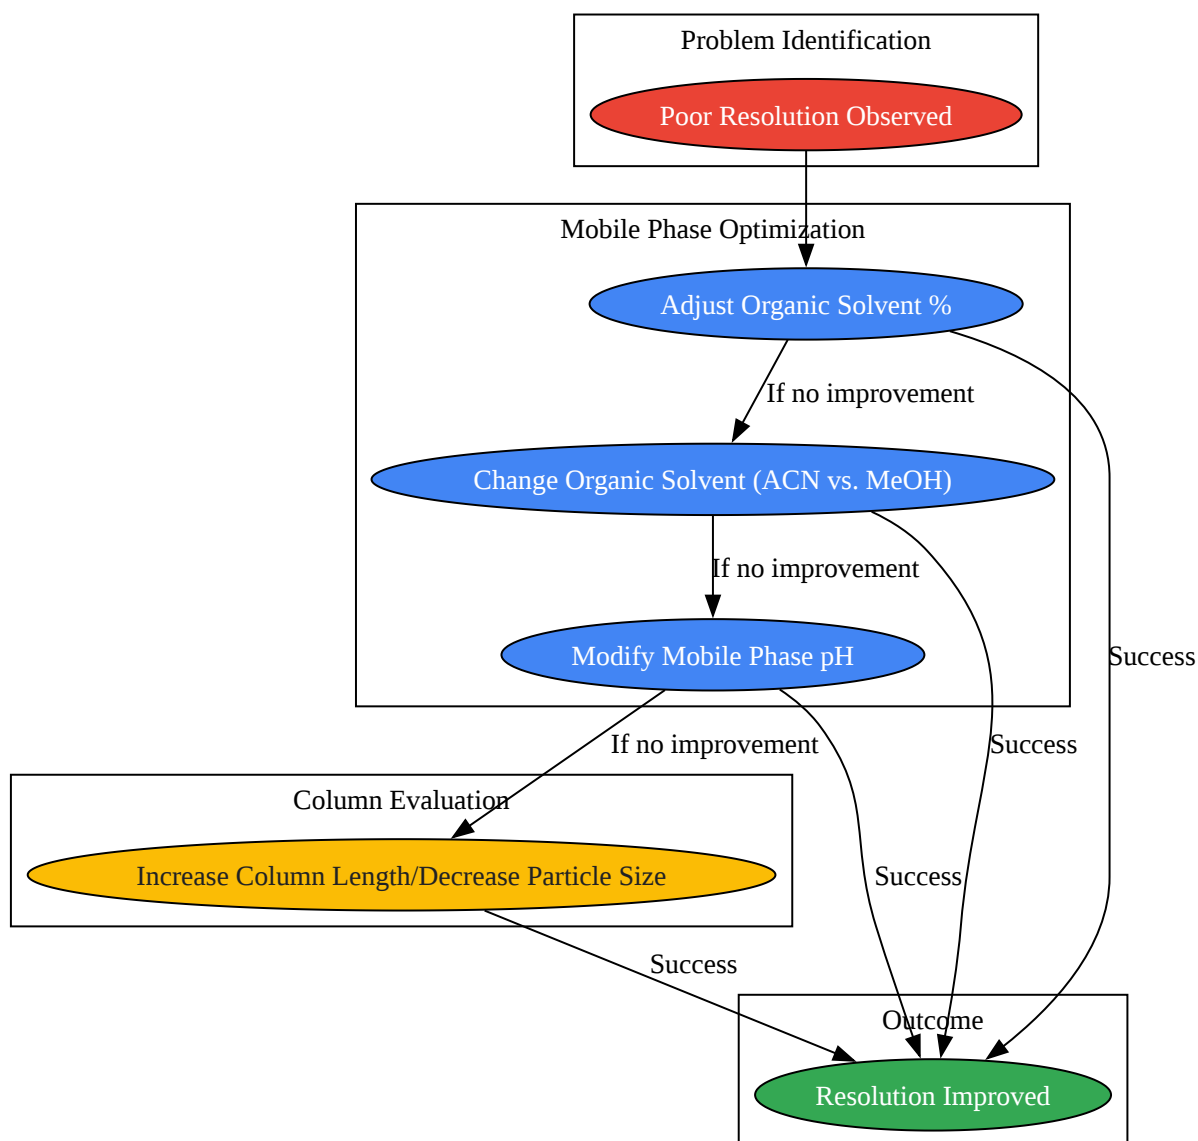 Problem Identification
Poor Resolution Observed
Mobile Phase Optimization
Adjust Organic Solvent %
If no improvement
Change Organic Solvent (ACN vs. MeOH)
If no improvement
Modify Mobile Phase pH
Success
If no improvement
Success
Column Evaluation
Increase Column Length/Decrease Particle Size
Success
Success
Outcome
Resolution Improved